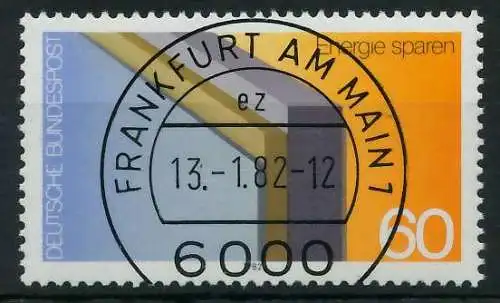 Energie sparen
DEUTSCHE BUNDESPOST
FRANKFURT AM MAIN 1
ez
13.-1.82-12
6000
60